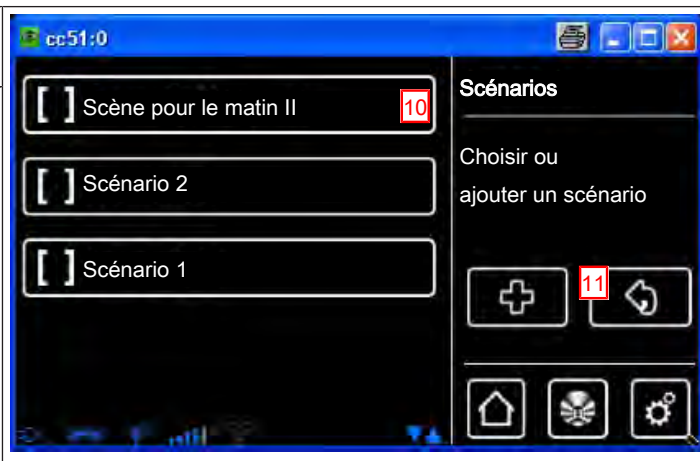 cc51:0
Scène pour le matin II
10
Scénario 2
Scénario 1
Scénarios
Choisir ou
ajouter un scénario
11